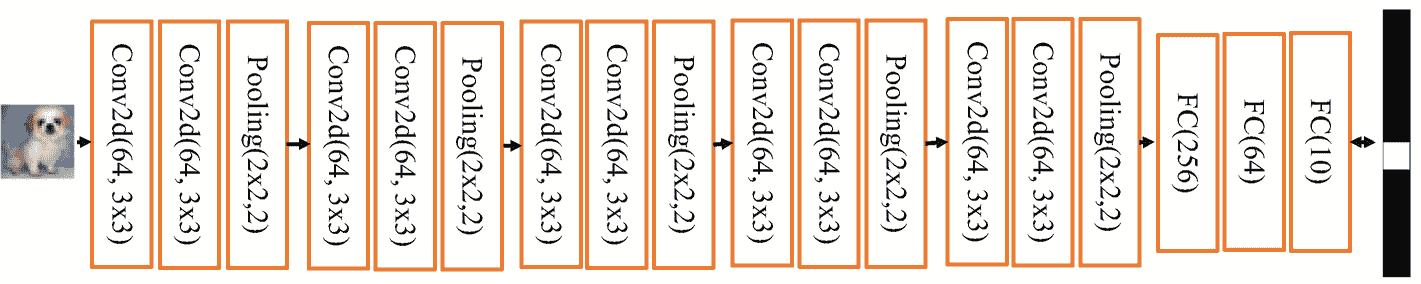 Conv2d(64, 3x3)
Conv2d(64, 3x3)
Pooling(2x2,2)
Conv2d(64, 3x3)
Conv2d(64, 3x3)
Pooling(2x2,2)
Conv2d(64, 3x3)
Conv2d(64, 3x3)
Pooling(2x2,2)
Conv2d(64, 3x3)
Conv2d(64, 3x3)
Pooling(2x2,2)
Conv2d(64, 3x3)
Conv2d(64, 3x3)
Pooling(2x2,2)
FC(256)
FC(64)
FC(10)